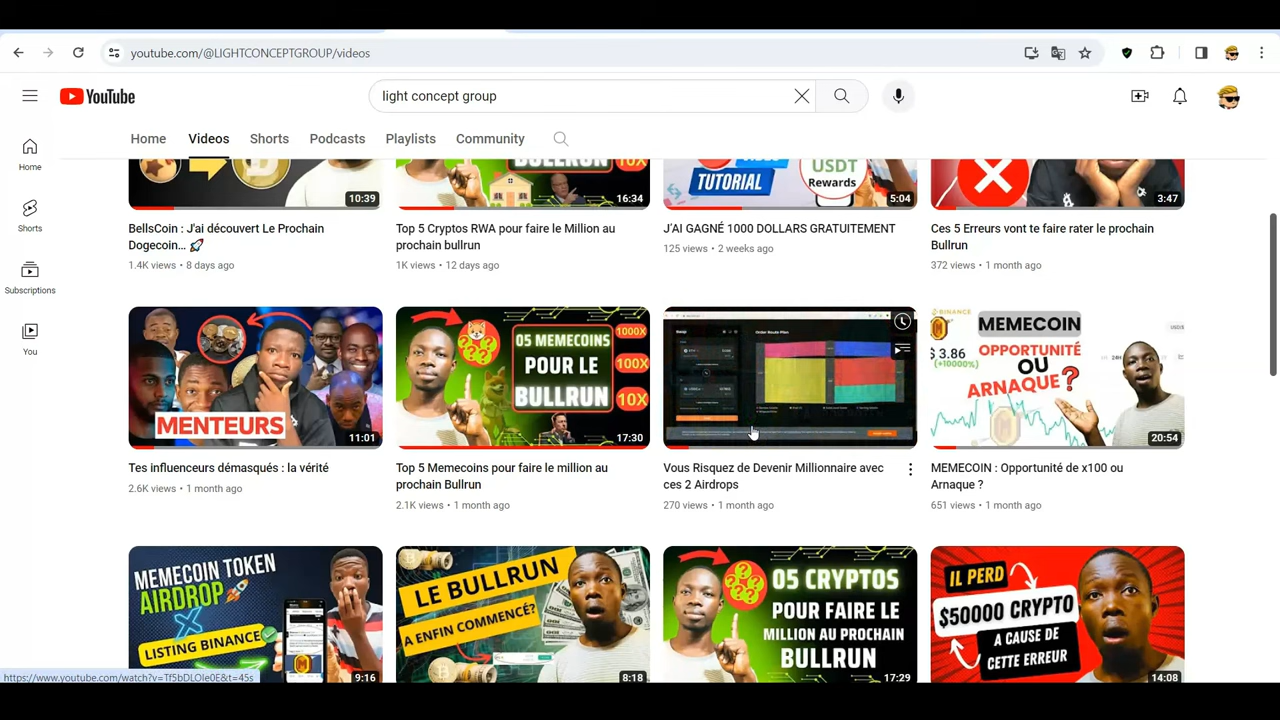 youtube.com/@LIGHTCONCEPTGROUP/videos
YouTube
light concept group
Home Videos Shorts Podcasts Playlists Community
Home
Shorts
Subscriptions
You
10:39
BULLRUN
10X
16:34
VIDEO
TUTORIAL
USDT
Rewards
5:04
3:47
BellsCoin : J'ai découvert Le Prochain
Dogecoin... 🚀
1.4K views • 8 days ago
Top 5 Cryptos RWA pour faire le Million au
prochain bullrun
1K views • 12 days ago
J'AI GAGNÉ 1000 DOLLARS GRATUITEMENT
125 views • 2 weeks ago
Ces 5 Erreurs vont te faire rater le prochain
Bullrun
372 views • 1 month ago
MENTEURS
11:01
05 MEMECOINS
POUR LE
BULLRUN
1000X
100X
10X
17:30
Order Route Plan
BINANCE
MEMECOIN
$ 3.86
(+10000%)
OPPORTUNITÉ
OU
ARNAQUE ?
20:54
Tes influenceurs démasqués : la vérité
2.6K views • 1 month ago
Top 5 Memecoins pour faire le million au
prochain Bullrun
2.1K views • 1 month ago
Vous Risquez de Devenir Millionnaire avec
ces 2 Airdrops
270 views • 1 month ago
MEMECOIN : Opportunité de x100 ou
Arnaque ?
651 views • 1 month ago
MEMECOIN TOKEN
AIRDROP🚀
LISTING BINANCE
9:16
LE BULLRUN
A ENFIN COMMENCÉ?
8:18
05 CRYPTOS
POUR FAIRE LE
MILLION AU PROCHAIN
BULLRUN
17:29
IL PERD
$50000 CRYPTO
A CAUSE DE
CETTE ERREUR
14:08
https://www.youtube.com/watch?v=Tf5bDLOle0E&t=45s